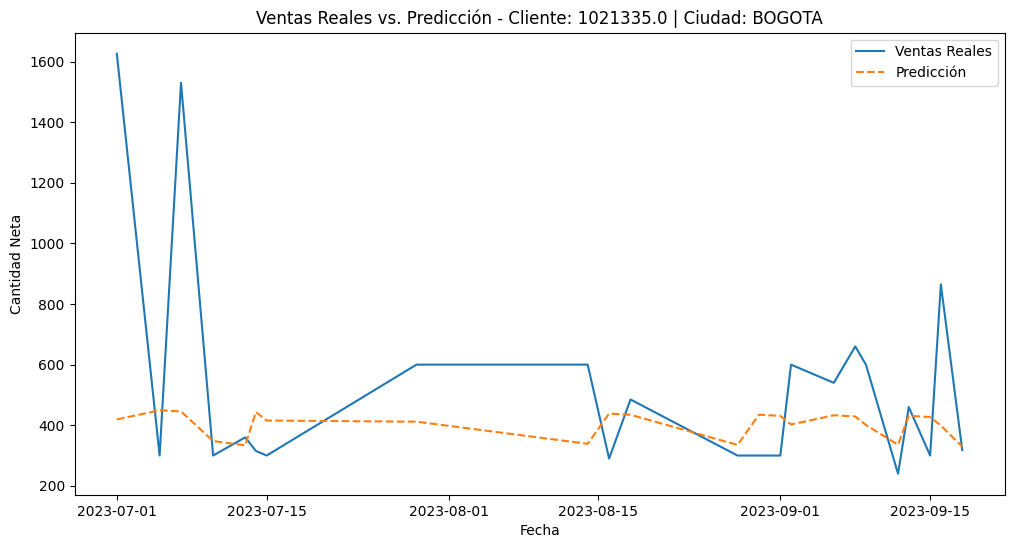 Ventas Reales vs. Predicción - Cliente: 1021335.0 | Ciudad: BOGOTA
Ventas Reales
Predicción
Cantidad Neta
1600
1400
1200
1000
800
600
400
200
2023-07-01
2023-07-15
2023-08-01
2023-08-15
2023-09-01
2023-09-15
Fecha